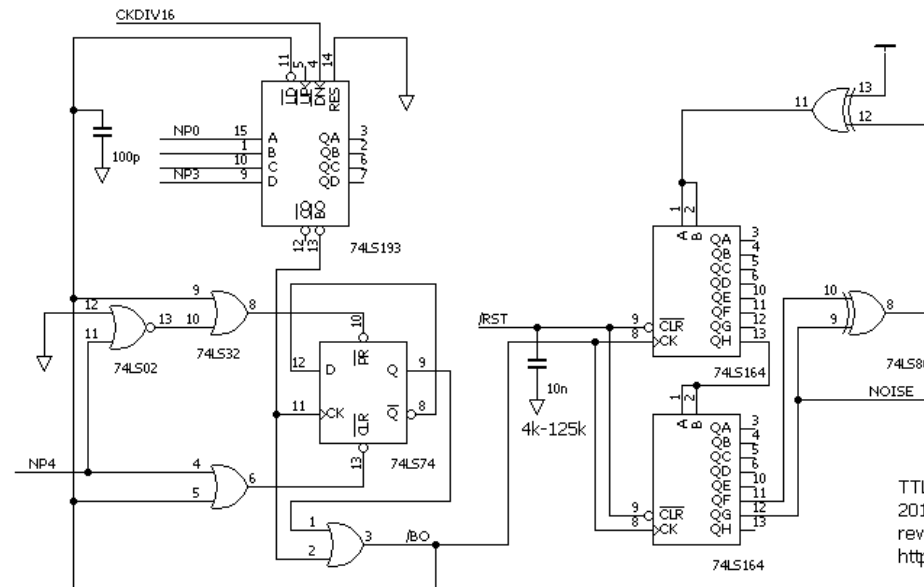 CKDIV16
11 5 4 14
LD UP DN RES
13
11
12
NP0 15 A QA 3
1 B QB 2
10 C QC 6
NP3 9 D QD 7
100p
CO BO
12 13
74LS193
1 2
A B
QA 3
QB 4
QC 5
QD 6
QE 10
QF 11
QG 12
QH 13
/RST 9 CLR
8 CK
74LS164
9 8
10
12 13
11
74LS02
74LS32
10
PR
12 D Q 9
11 CK Q 8
CLR
13
74LS74
10n
4k-125k
10 8
9
74LS8
NOISE
1 2
A B
QA 3
QB 4
QC 5
QD 6
QE 10
QF 11
QG 12
QH 13
9 CLR
8 CK
74LS164
NP4 4 6
5
1 3 /BO
2
TTL
201
rev
http